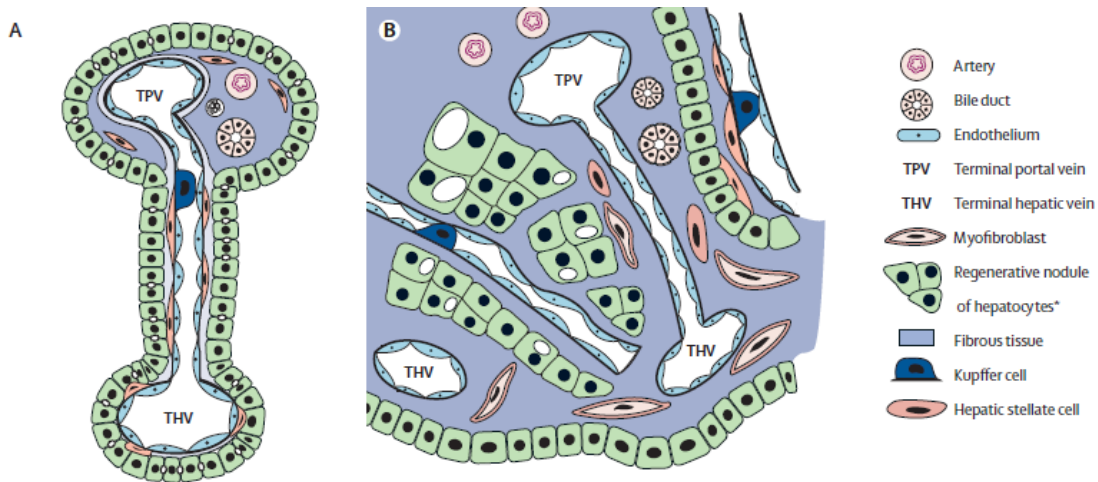 A
B
TPV
THV
TPV
THV
THV
Artery
Bile duct
Endothelium
TPV Terminal portal vein
THV Terminal hepatic vein
Myofibroblast
Regenerative nodule
of hepatocytes*
Fibrous tissue
Kupffer cell
Hepatic stellate cell